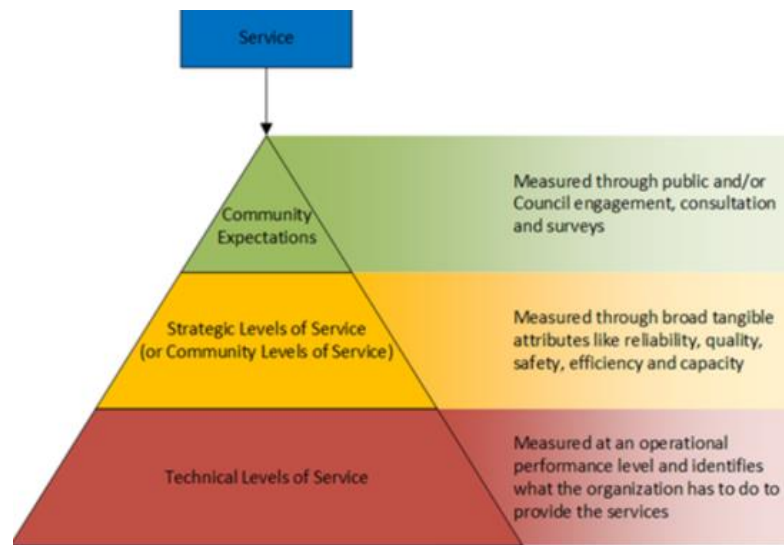 Service
Community
Expectations
Measured through public and/or
Council engagement, consultation
and surveys
Strategic Levels of Service
(or Community Levels of Service)
Measured through broad tangible
attributes like reliability, quality,
safety, efficiency and capacity
Technical Levels of Service
Measured at an operational
performance level and identifies
what the organization has to do to
provide the services